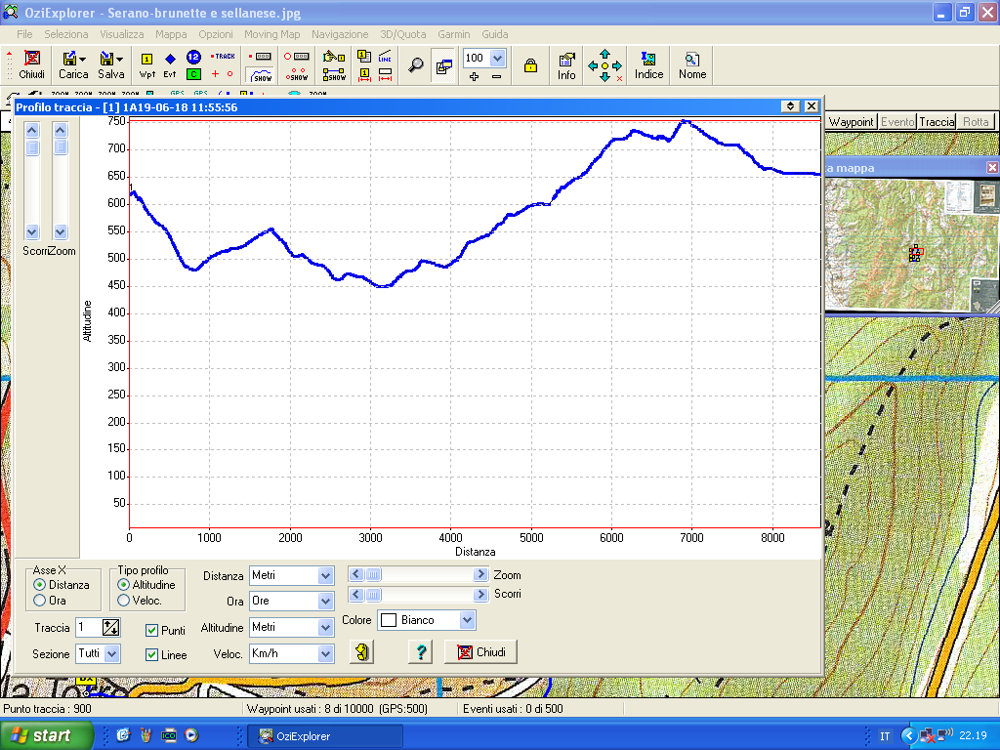 OziExplorer - Serano-brunette e sellanese.jpg
File Seleziona Visualizza Mappa Opzioni Moving Map Navigazione 3D/Quota Garmin Guida
Chiudi Carica Salva Wpt Evt 12 C TRACK SHOW SHOW SHOW LINE 100 Info Indice Nome
Profilo traccia - [1] 1A19-06-18 11:55:56
Waypoint Evento Traccia Rotta
a mappa
Scorri Zoom
Altitudine
750
700
650
600
550
500
450
400
350
300
250
200
150
100
50
0 1000 2000 3000 4000 5000 6000 7000 8000
Distanza
Asse X
Distanza
Ora
Tipo profilo
Altitudine
Veloc.
Distanza Metri
Ora Ore
Altitudine Metri
Veloc. Km/h
Zoom
Scorri
Colore Bianco
Traccia 1
Punti
Sezione Tutti
Linee
? Chiudi
la Torre
Punto traccia : 900 Waypoint usati : 8 di 10000 (GPS:500) Eventi usati : 0 di 500
start OziExplorer IT 22.19